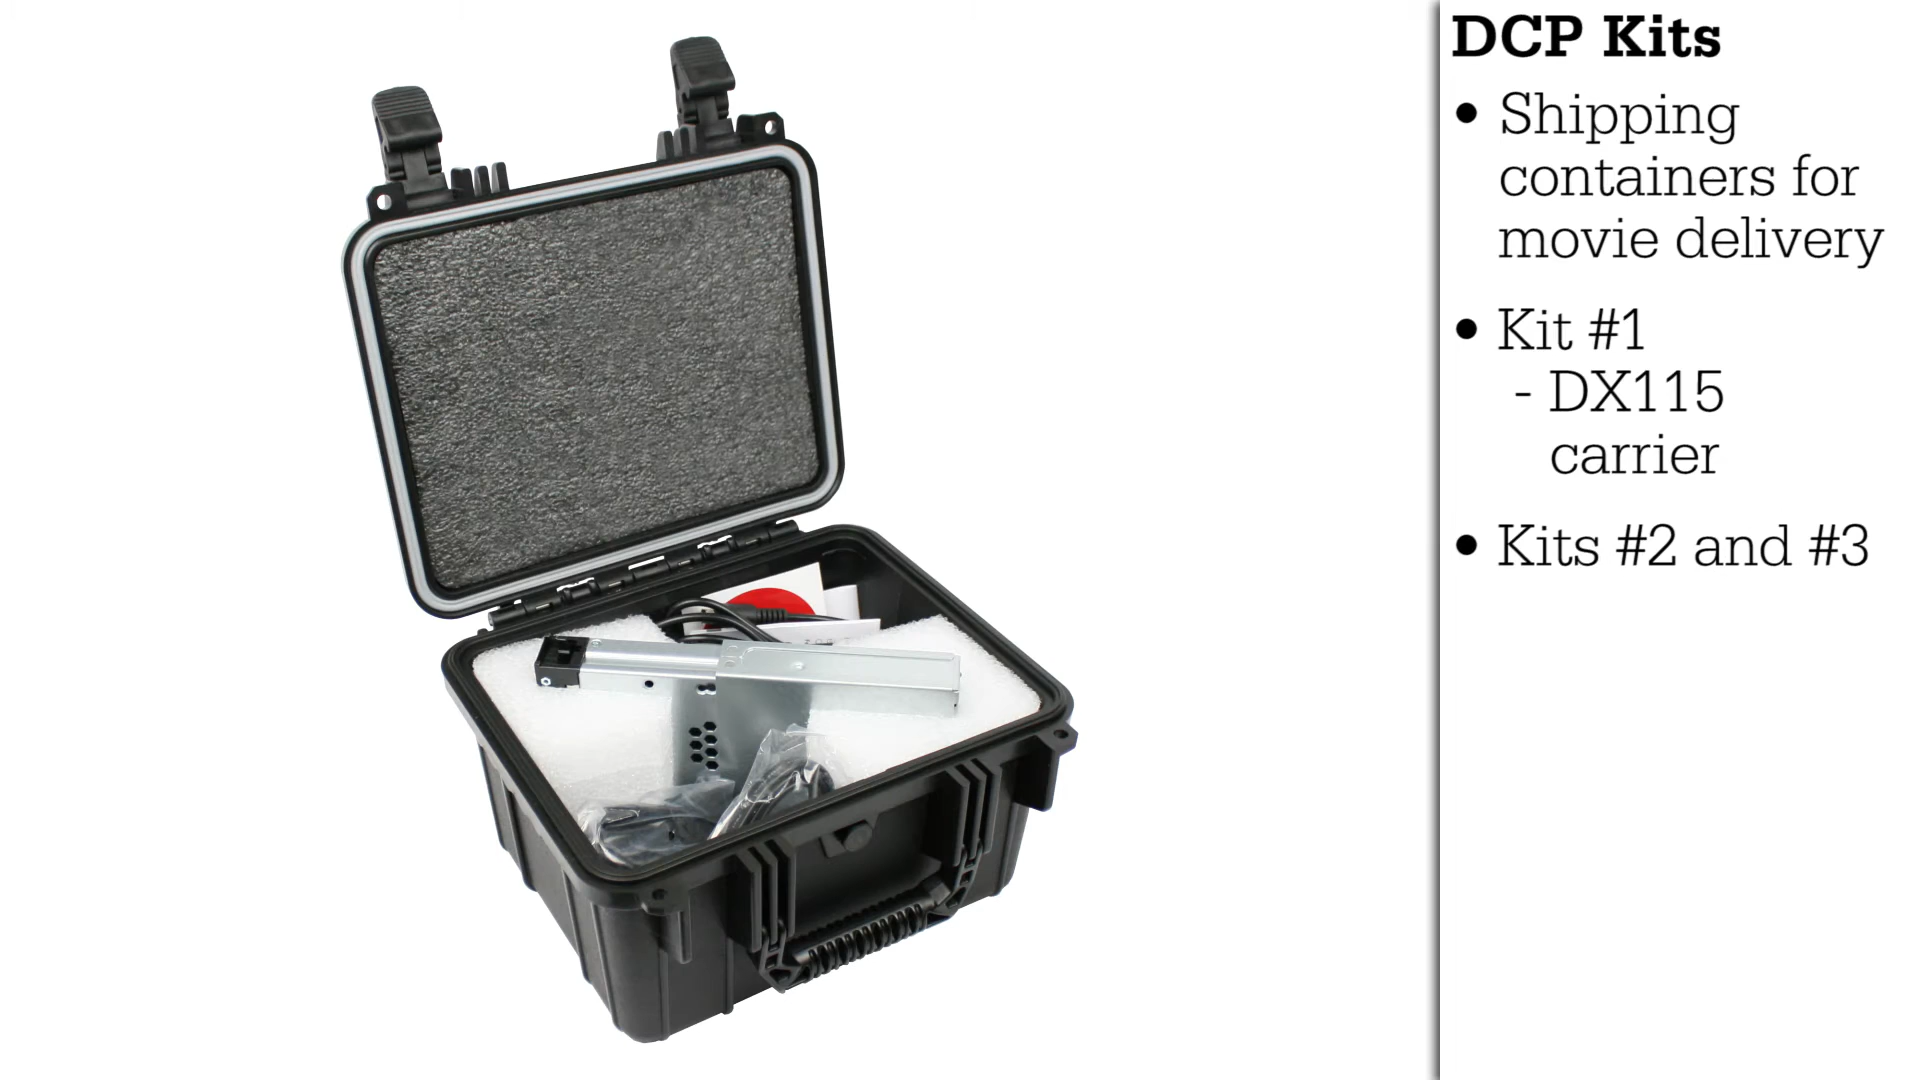 DCP Kits
• Shipping
containers for
movie delivery
• Kit #1
- DX115
carrier
• Kits #2 and #3